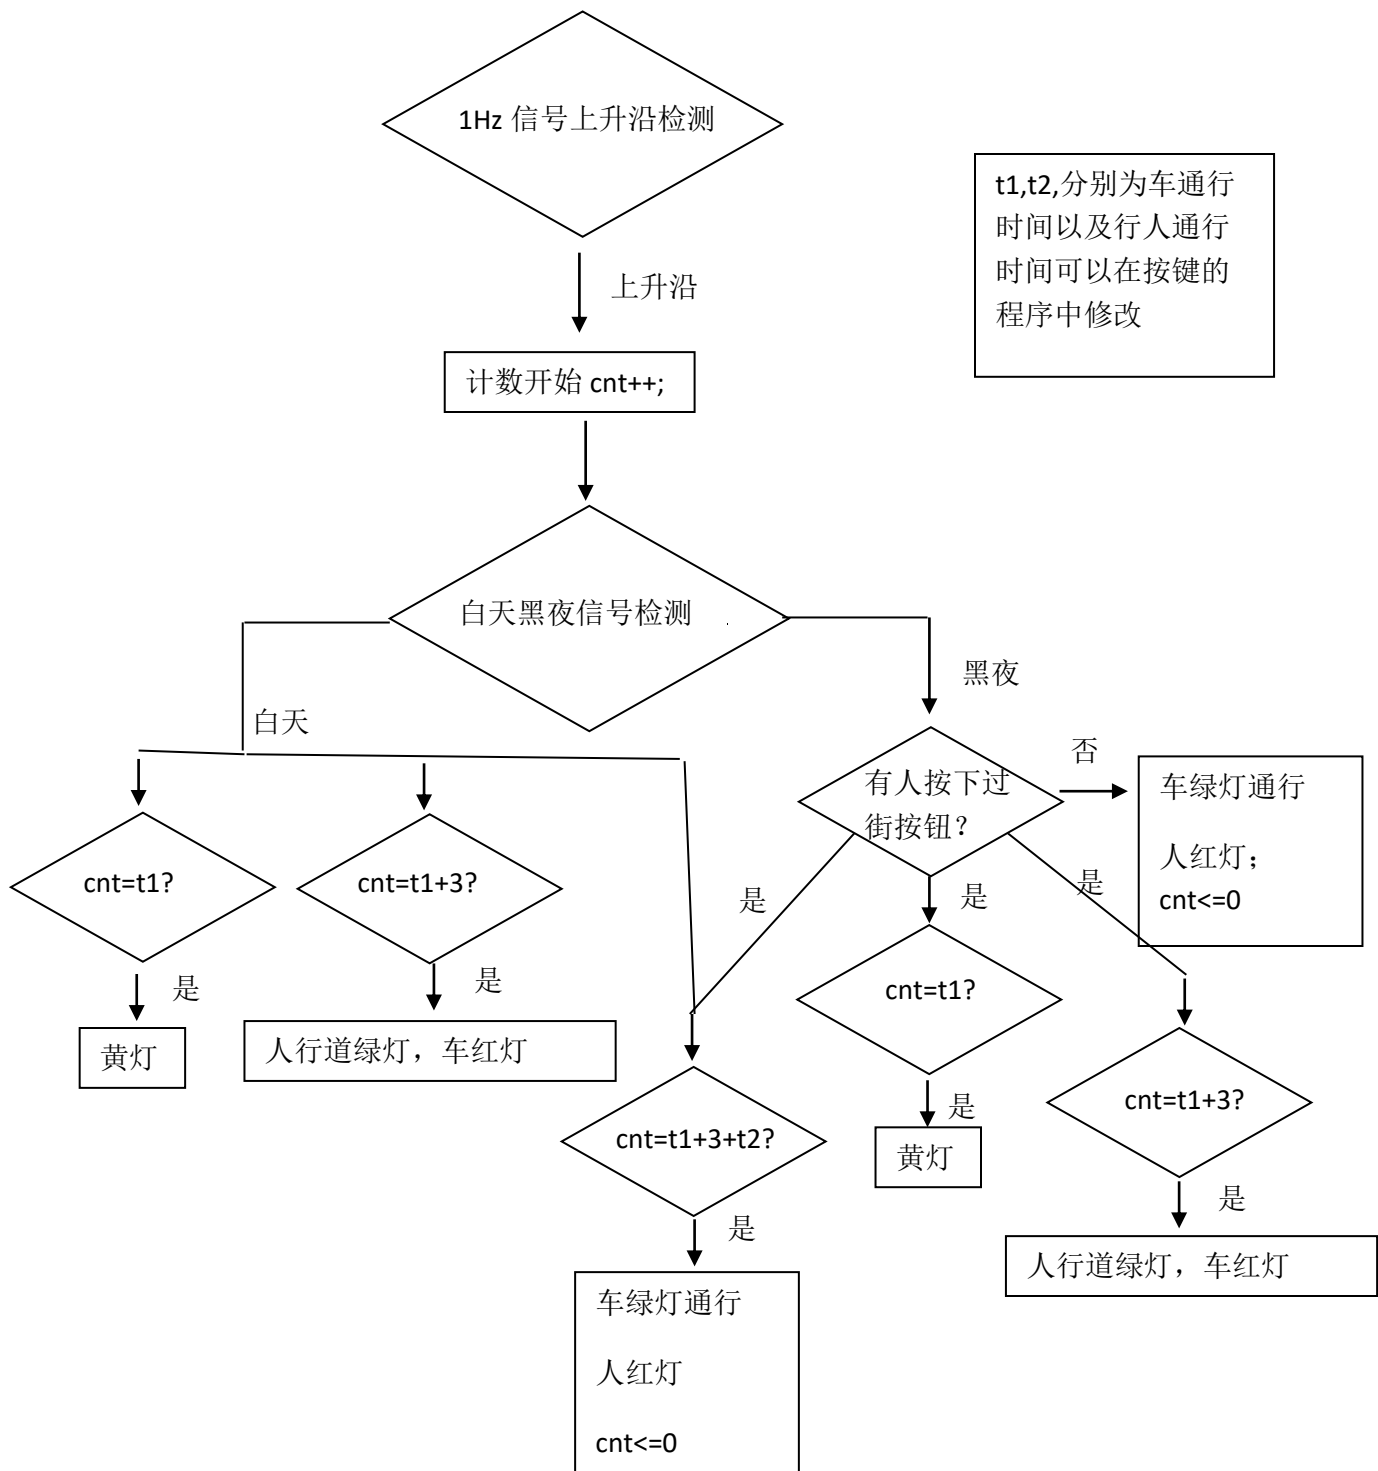 1Hz 信号上升沿检测
t1,t2,分别为车通行
时间以及行人通行
时间可以在按键的
程序中修改
上升沿
计数开始 cnt++;
白天黑夜信号检测
黑夜
白天
有人按下过
街按钮？
否
车绿灯通行
人红灯；
cnt<=0
cnt=t1?
cnt=t1+3?
是
是
是
是
是
黄灯
人行道绿灯，车红灯
cnt=t1?
cnt=t1+3?
cnt=t1+3+t2?
是
黄灯
是
人行道绿灯，车红灯
是
车绿灯通行
人红灯
cnt<=0